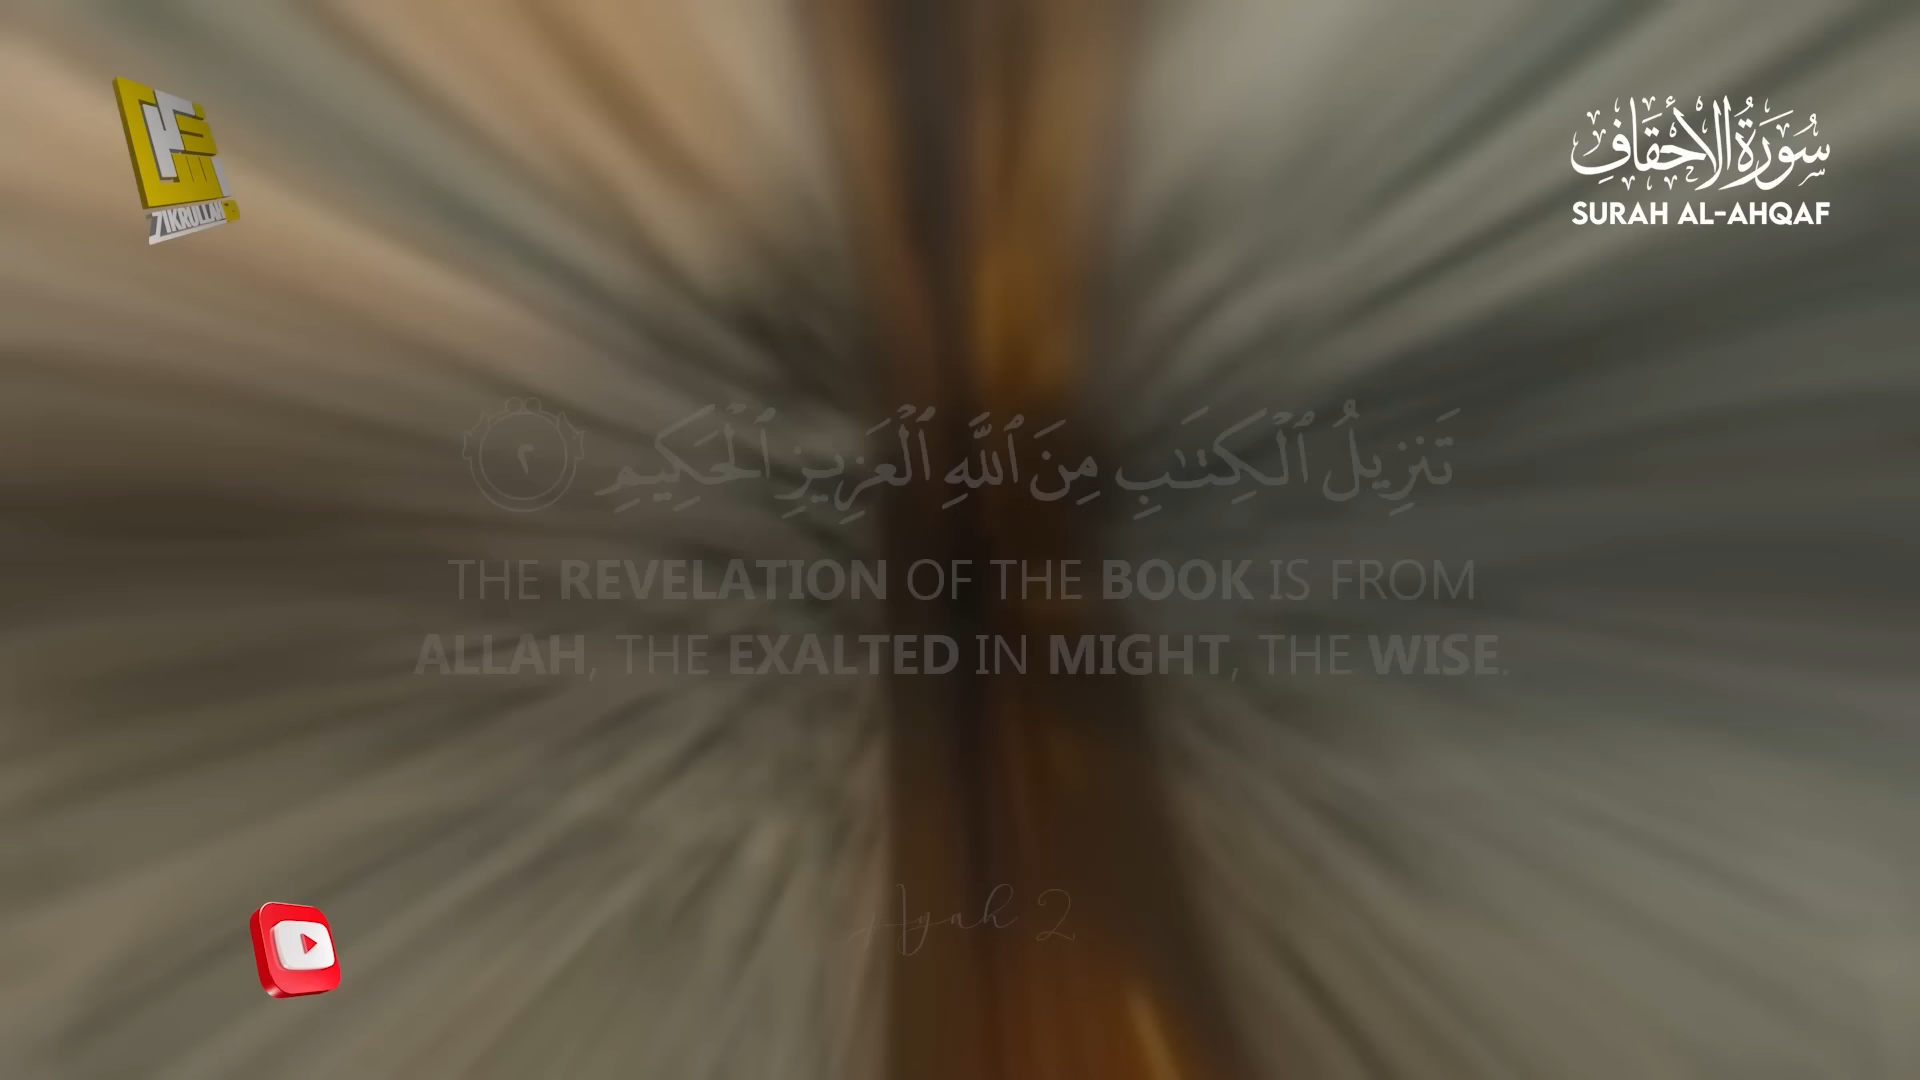 ZIKRULLAH
سُورَةُ الأَحْقَافِ
SURAH AL-AHQAF
تَنزِيلُ ٱلْكِتَـٰبِ مِنَ ٱللَّهِ ٱلْعَزِيزِ ٱلْحَكِيمِ ٢
THE REVELATION OF THE BOOK IS FROM
ALLAH, THE EXALTED IN MIGHT, THE WISE.
Ayah 2